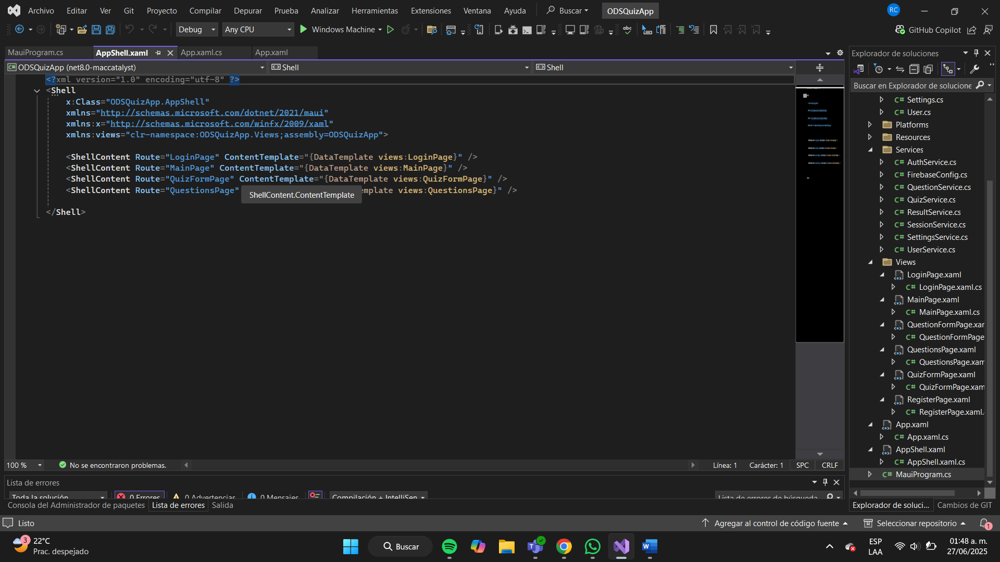 Archivo Editar Ver Git Proyecto Compilar Depurar Prueba Analizar Herramientas Extensiones Ventana Ayuda Buscar ODSQuizApp RC
Debug Any CPU Windows Machine abc GitHub Copilot
MauiProgram.cs AppShell.xaml App.xaml.cs App.xaml
ODSQuizApp (net8.0-maccatalyst) Shell Shell
<?xml version="1.0" encoding="utf-8" ?>
<Shell
x:Class="ODSQuizApp.AppShell"
xmlns="http://schemas.microsoft.com/dotnet/2021/maui"
xmlns:x="http://schemas.microsoft.com/winfx/2009/xaml"
xmlns:views="clr-namespace:ODSQuizApp.Views;assembly=ODSQuizApp">
<ShellContent Route="LoginPage" ContentTemplate="{DataTemplate views:LoginPage}" />
<ShellContent Route="MainPage" ContentTemplate="{DataTemplate views:MainPage}" />
<ShellContent Route="QuizFormPage" ContentTemplate="{DataTemplate views:QuizFormPage}" />
<ShellContent Route="QuestionsPage" mplate views:QuestionsPage}" />
ShellContent.ContentTemplate
</Shell>
100 % No se encontraron problemas. Línea: 1 Carácter: 1 SPC CRLF
Lista de errores
Toda la solución 0 Errores 0 Advertencias 0 Mensajes Compilación + IntelliSen Lista de errores de búsqueda
Consola del Administrador de paquetes Lista de errores Salida
Explorador de soluciones
Buscar en Explorador de solucione
C# Settings.cs
C# User.cs
Platforms
Resources
Services
C# AuthService.cs
C# FirebaseConfig.cs
C# QuestionService.cs
C# QuizService.cs
C# ResultService.cs
C# SessionService.cs
C# SettingsService.cs
C# UserService.cs
Views
LoginPage.xaml
C# LoginPage.xaml.cs
MainPage.xaml
C# MainPage.xaml.cs
QuestionFormPage.xar
C# QuestionFormPage
QuestionsPage.xaml
C# QuestionsPage.xam
QuizFormPage.xaml
C# QuizFormPage.xam
RegisterPage.xaml
C# RegisterPage.xaml.
App.xaml
C# App.xaml.cs
AppShell.xaml
C# AppShell.xaml.cs
C# MauiProgram.cs
Explorador de soluci... Cambios de GIT
Listo Agregar al control de código fuente Seleccionar repositorio 1
3 22°C
Prac. despejado
Buscar
ESP
LAA
01:48 a. m.
27/06/2025